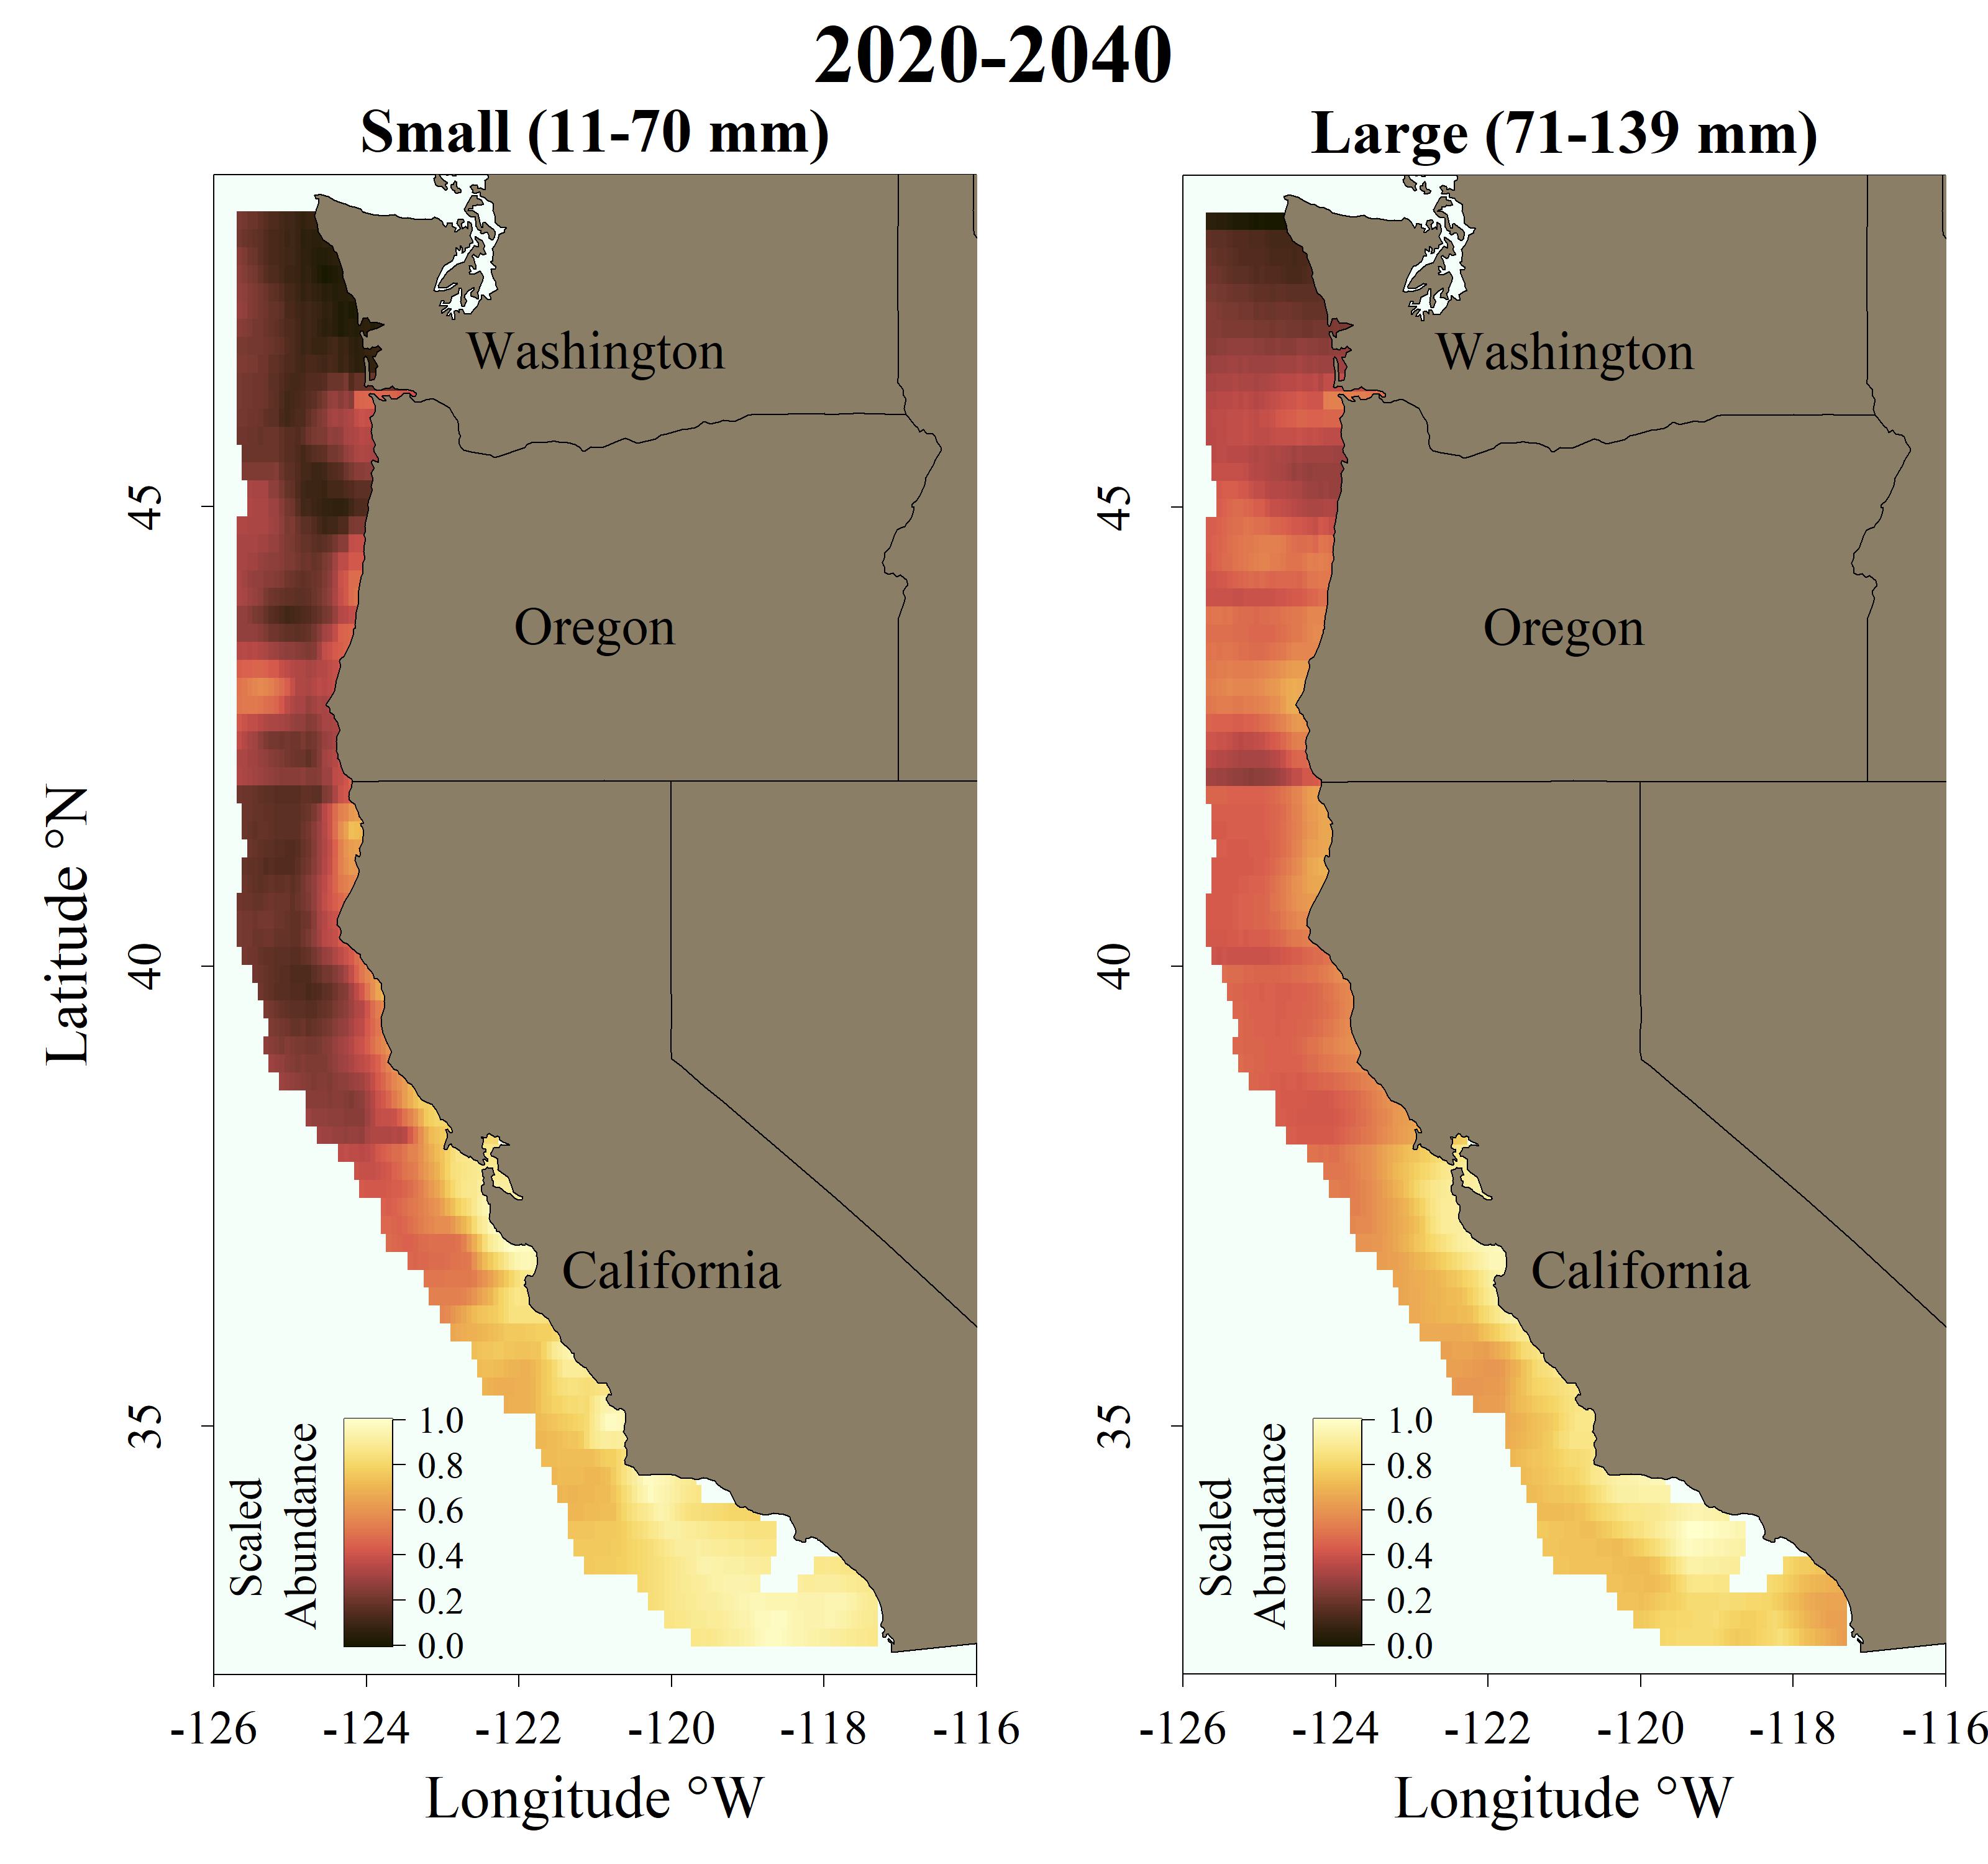 2020-2040
Small (11-70 mm)
Large (71-139 mm)
Washington
Oregon
California
Washington
Oregon
California
Latitude °N
45
40
35
45
40
35
Scaled
Abundance
1.0
0.8
0.6
0.4
0.2
0.0
Scaled
Abundance
1.0
0.8
0.6
0.4
0.2
0.0
-126 -124 -122 -120 -118 -116
-126 -124 -122 -120 -118 -116
Longitude °W
Longitude °W